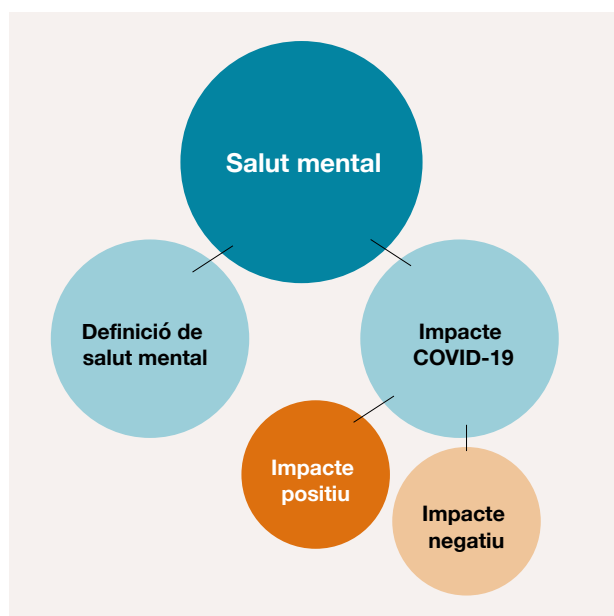 Salut mental
Definició de
salut mental
Impacte
COVID-19
Impacte
positiu
Impacte
negatiu